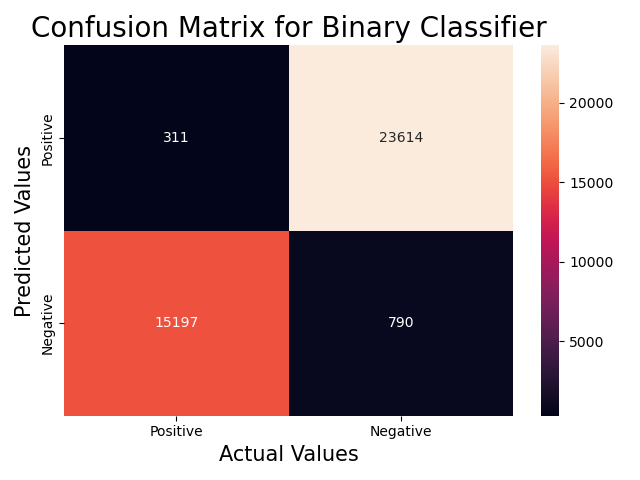 Confusion Matrix for Binary Classifier
Predicted Values
Positive
311
23614
Negative
15197
790
Positive
Negative
Actual Values
20000
15000
10000
5000